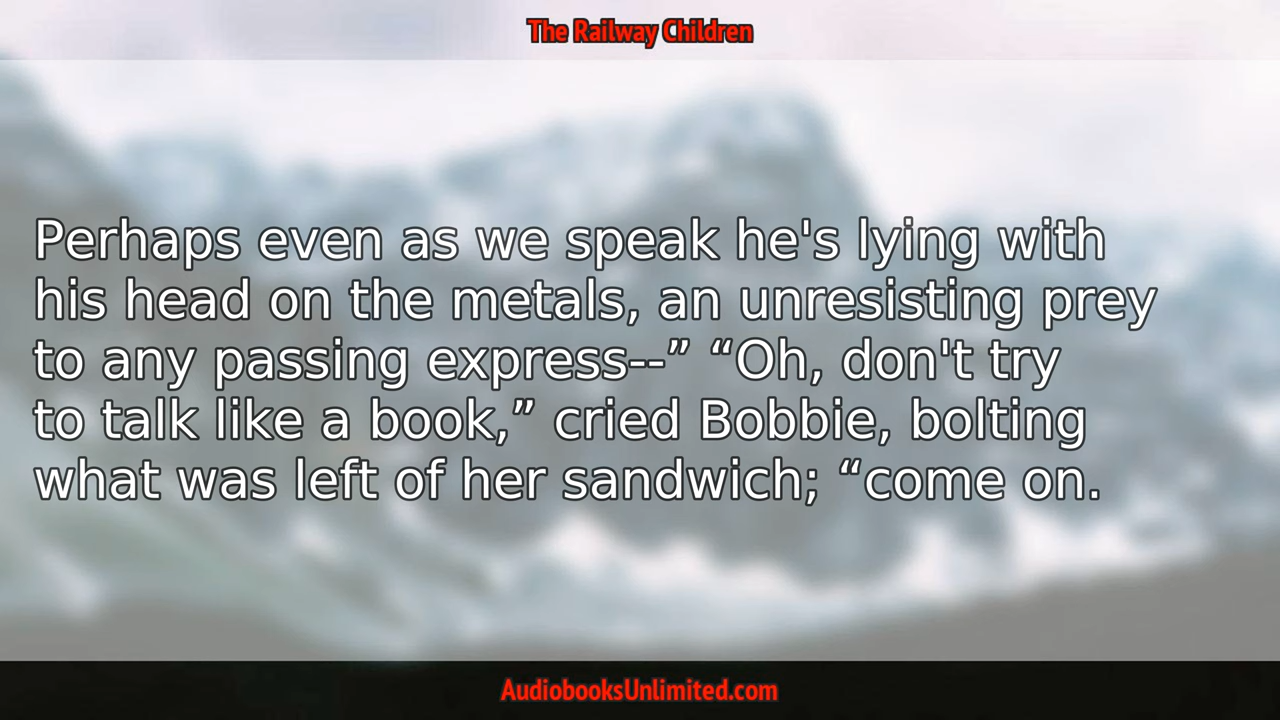 The Railway Children
Perhaps even as we speak he's lying with
his head on the metals, an unresisting prey
to any passing express--” “Oh, don't try
to talk like a book,” cried Bobbie, bolting
what was left of her sandwich; “come on.
AudiobooksUnlimited.com